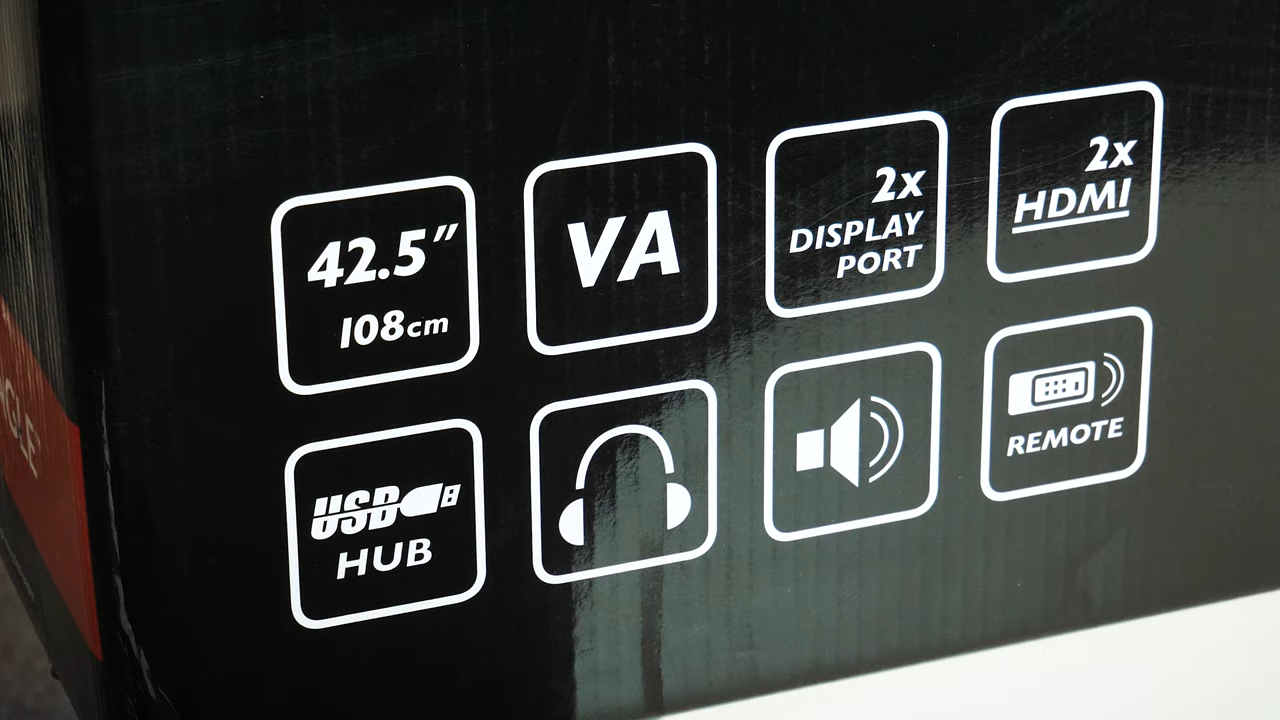 42.5"
108cm
VA
2x
DISPLAY
PORT
2x
HDMI
USB
HUB
REMOTE